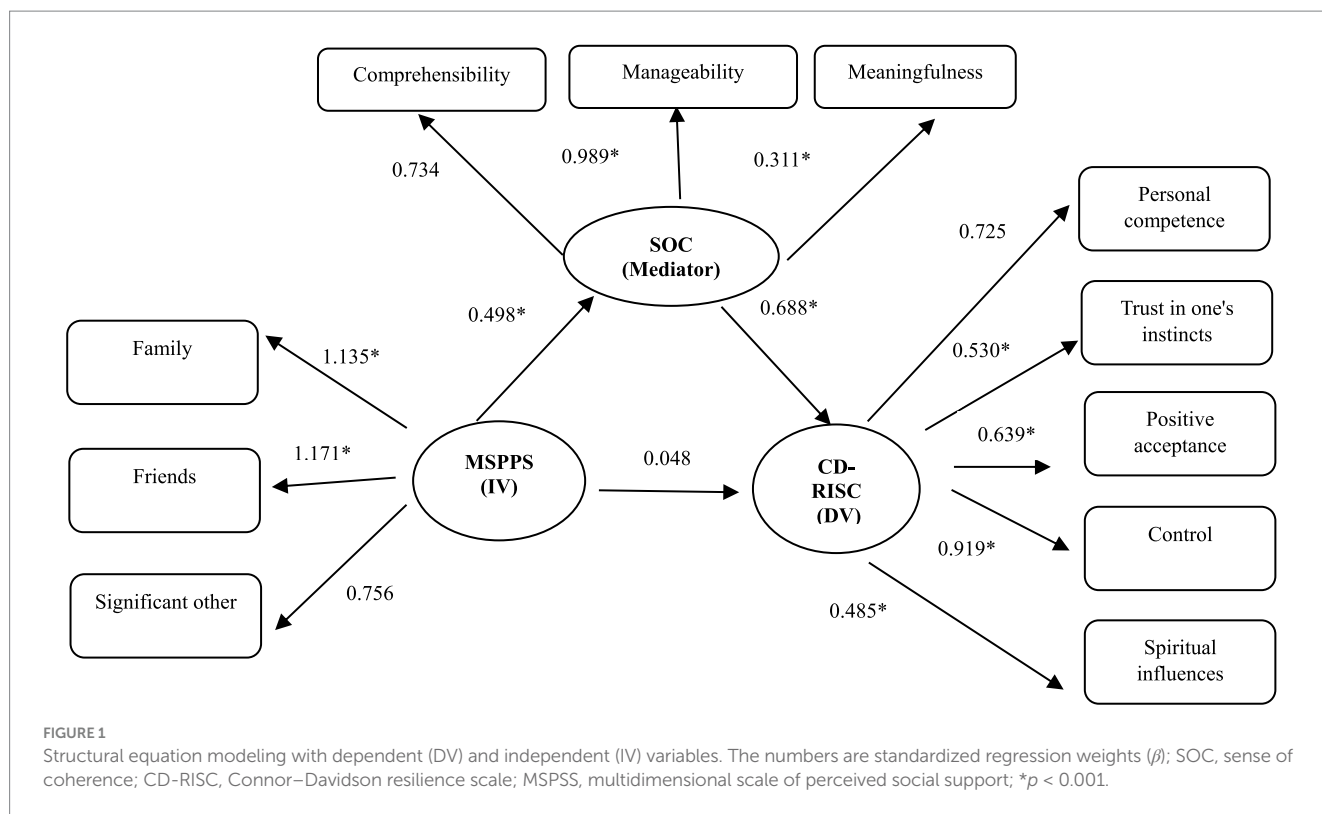 Comprehensibility
Manageability
Meaningfulness
0.734
0.989*
0.311*
SOC
(Mediator)
Personal
competence
0.725
Trust in one's
instincts
0.530*
0.498*
0.688*
Family
1.135*
Friends
1.171*
MSPPS
(IV)
0.048
CD-
RISC
(DV)
0.639*
Positive
acceptance
0.919*
Control
Significant other
0.756
0.485*
Spiritual
influences
FIGURE 1
Structural equation modeling with dependent (DV) and independent (IV) variables. The numbers are standardized regression weights (β); SOC, sense of
coherence; CD-RISC, Connor–Davidson resilience scale; MSPSS, multidimensional scale of perceived social support; *p < 0.001.